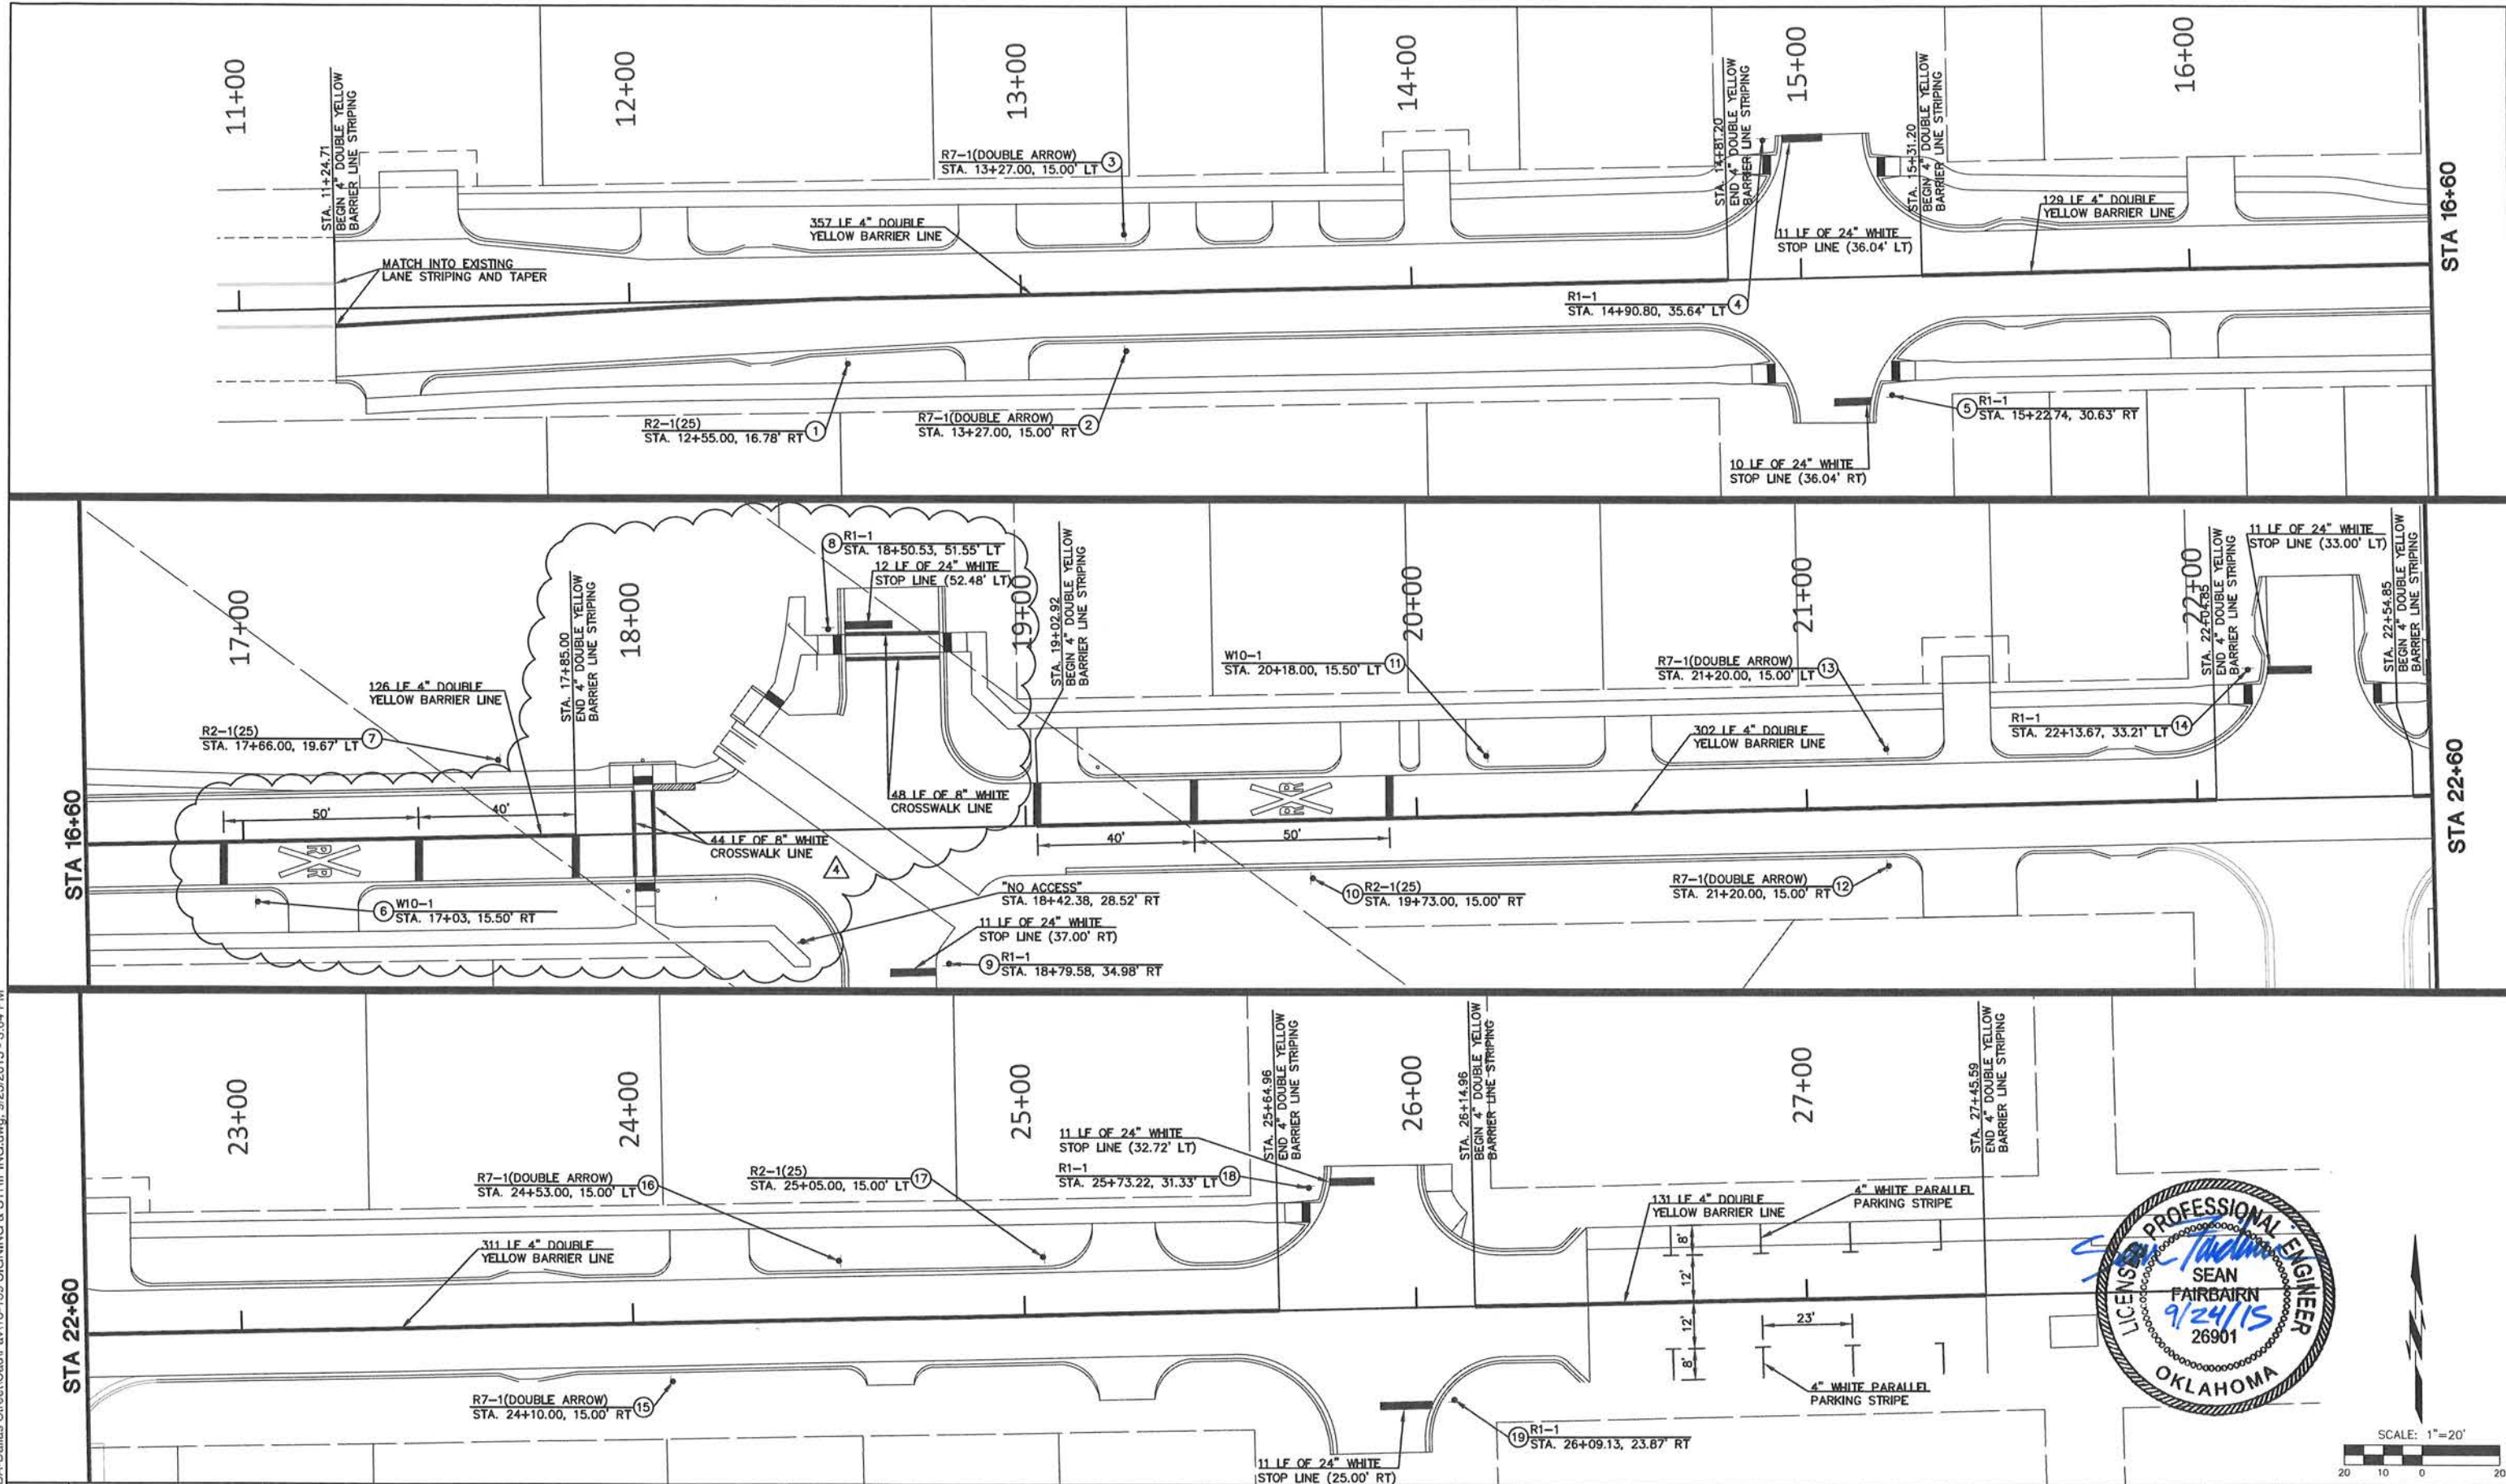 11+00
12+00
13+00
14+00
15+00
16+00
STA. 11+24.71
BEGIN 4" DOUBLE YELLOW
BARRIER LINE STRIPING
MATCH INTO EXISTING
LANE STRIPING AND TAPER
357 LF 4" DOUBLE
YELLOW BARRIER LINE
R7-1(DOUBLE ARROW)
STA. 13+27.00, 15.00' LT
3
STA. 14+81.20
END 4" DOUBLE YELLOW
BARRIER LINE STRIPING
11 LF OF 24" WHITE
STOP LINE (36.04' LT)
STA. 15+31.20
BEGIN 4" DOUBLE YELLOW
BARRIER LINE STRIPING
129 LF 4" DOUBLE
YELLOW BARRIER LINE
R1-1
STA. 14+90.80, 35.64' LT
4
R2-1(25)
STA. 12+55.00, 16.78' RT
1
R7-1(DOUBLE ARROW)
STA. 13+27.00, 15.00' RT
2
5
R1-1
STA. 15+22.74, 30.63' RT
10 LF OF 24" WHITE
STOP LINE (36.04' RT)
STA 16+60
STA 16+60
17+00
18+00
19+00
20+00
21+00
22+00
126 LF 4" DOUBLE
YELLOW BARRIER LINE
R2-1(25)
STA. 17+66.00, 19.67' LT
7
STA. 17+85.00
END 4" DOUBLE YELLOW
BARRIER LINE STRIPING
8
R1-1
STA. 18+50.53, 51.55' LT
12 LF OF 24" WHITE
STOP LINE (52.48' LT)
STA. 19+02.92
BEGIN 4" DOUBLE YELLOW
BARRIER LINE STRIPING
W10-1
STA. 20+18.00, 15.50' LT
11
R7-1(DOUBLE ARROW)
STA. 21+20.00, 15.00' LT
13
302 LF 4" DOUBLE
YELLOW BARRIER LINE
R1-1
STA. 22+13.67, 33.21' LT
14
STA. 22+04.85
END 4" DOUBLE YELLOW
BARRIER LINE STRIPING
11 LF OF 24" WHITE
STOP LINE (33.00' LT)
STA. 22+54.85
BEGIN 4" DOUBLE YELLOW
BARRIER LINE STRIPING
50'
40'
R R
48 LF OF 8" WHITE
CROSSWALK LINE
44 LF OF 8" WHITE
CROSSWALK LINE
4
40'
50'
R R
6
W10-1
STA. 17+03, 15.50' RT
"NO ACCESS"
STA. 18+42.38, 28.52' RT
11 LF OF 24" WHITE
STOP LINE (37.00' RT)
9
R1-1
STA. 18+79.58, 34.98' RT
10
R2-1(25)
STA. 19+73.00, 15.00' RT
R7-1(DOUBLE ARROW)
STA. 21+20.00, 15.00' RT
12
STA 22+60
STA 22+60
23+00
24+00
25+00
26+00
27+00
R7-1(DOUBLE ARROW)
STA. 24+53.00, 15.00' LT
16
R2-1(25)
STA. 25+05.00, 15.00' LT
17
11 LF OF 24" WHITE
STOP LINE (32.72' LT)
R1-1
STA. 25+73.22, 31.33' LT
18
STA. 25+64.96
END 4" DOUBLE YELLOW
BARRIER LINE STRIPING
STA. 26+14.96
BEGIN 4" DOUBLE YELLOW
BARRIER LINE STRIPING
311 LF 4" DOUBLE
YELLOW BARRIER LINE
131 LF 4" DOUBLE
YELLOW BARRIER LINE
4" WHITE PARALLEL
PARKING STRIPE
STA. 27+45.59
END 4" DOUBLE YELLOW
BARRIER LINE STRIPING
8'
12'
12'
8'
23'
4" WHITE PARALLEL
PARKING STRIPE
R7-1(DOUBLE ARROW)
STA. 24+10.00, 15.00' RT
15
11 LF OF 24" WHITE
STOP LINE (25.00' RT)
19
R1-1
STA. 26+09.13, 23.87' RT
LICENSED PROFESSIONAL ENGINEER
SEAN
FAIRBAIRN
9/24/15
26901
OKLAHOMA
SCALE: 1"=20'
20 10 0 20